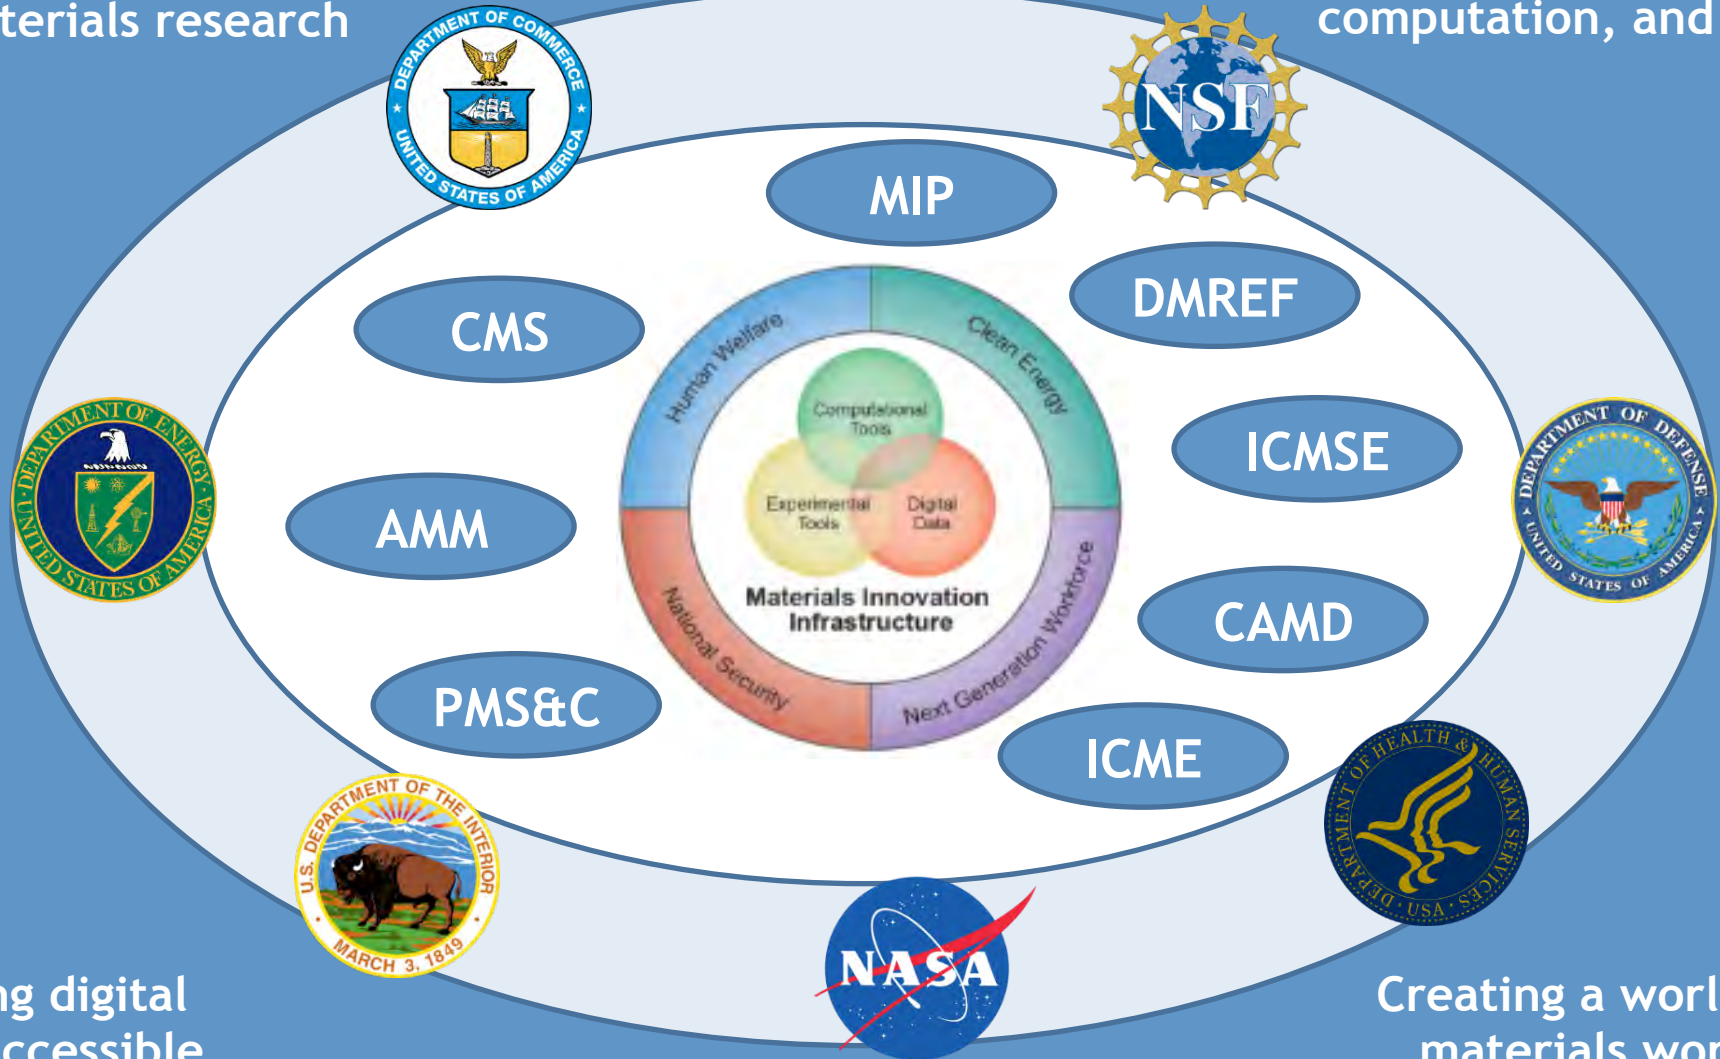 terials research
computation, and
DEPARTMENT OF COMMERCE
UNITED STATES OF AMERICA
NSF
MIP
DMREF
CMS
Human Welfare
Clean Energy
Computational
Tools
ICMSE
DEPARTMENT OF ENERGY
UNITED STATES OF AMERICA
DEPARTMENT OF DEFENSE
UNITED STATES OF AMERICA
AMM
Experimental
Tools
Digital
Data
Materials Innovation
Infrastructure
National Security
Next Generation Workforce
CAMD
PMS&C
ICME
DEPARTMENT OF HEALTH & HUMAN SERVICES · USA
U.S. DEPARTMENT OF THE INTERIOR
MARCH 3, 1849
NASA
ng digital
ccessible
Creating a worl
materials wor